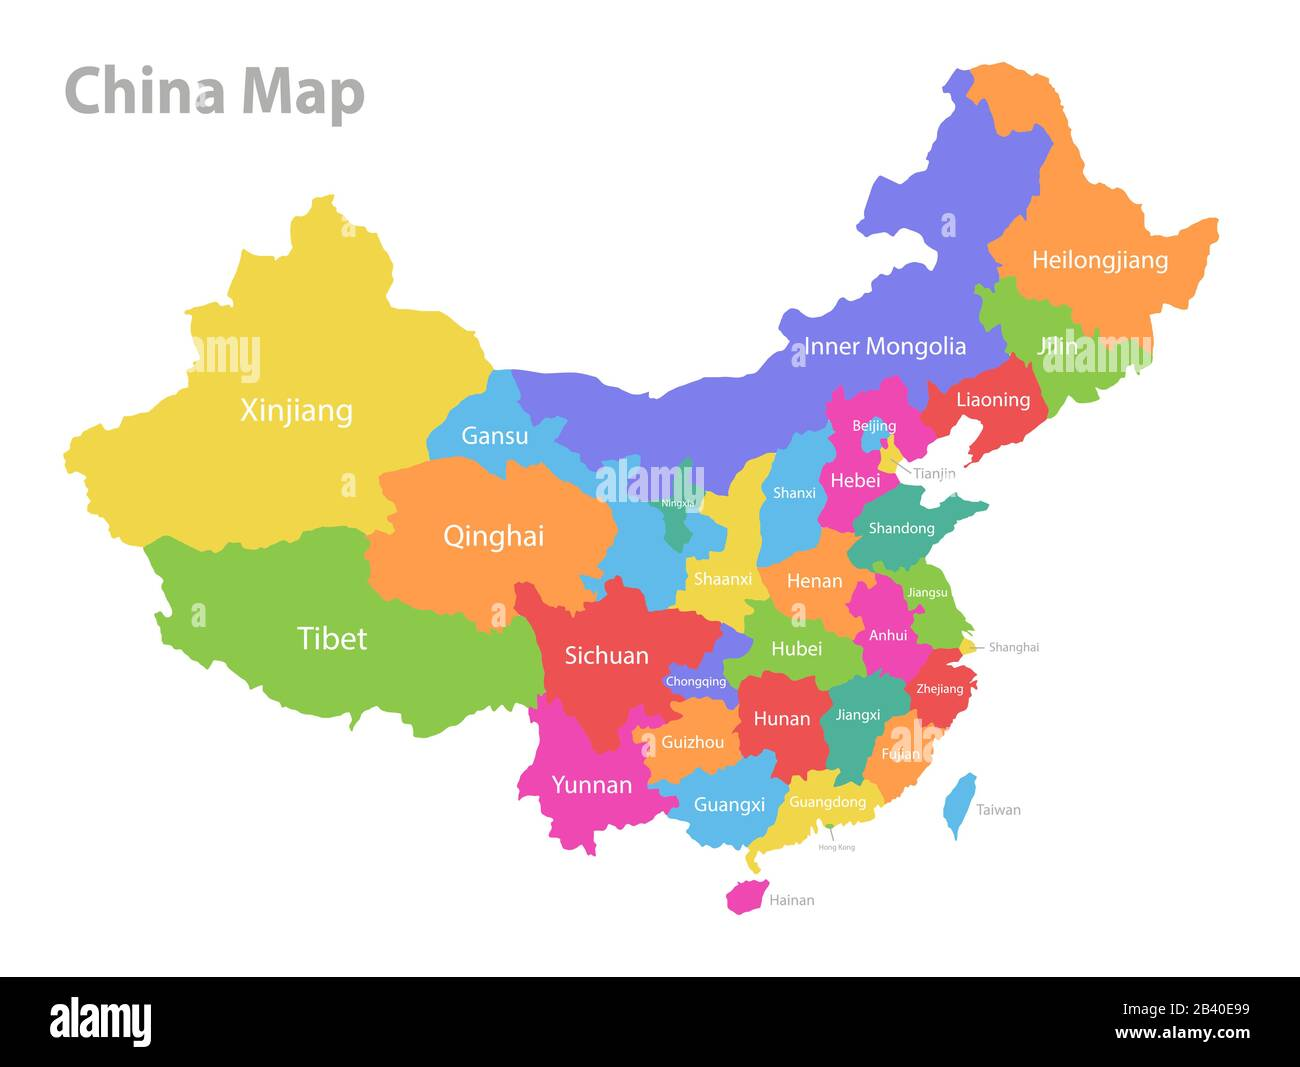 China Map
Heilongjiang
Inner Mongolia
Jilin
Xinjiang
Liaoning
Gansu
Beijing
Tianjin
Hebei
Shanxi
Ningxia
Qinghai
Shandong
Shaanxi
Henan
Jiangsu
Tibet
Sichuan
Hubei
Anhui
Shanghai
Chongqing
Zhejiang
Hunan
Jiangxi
Guizhou
Fujian
Yunnan
Guangxi
Guangdong
Taiwan
Hong Kong
Hainan
a
alamy
a
a
a
alamy
Image ID: 2B40E99
www.alamy.com